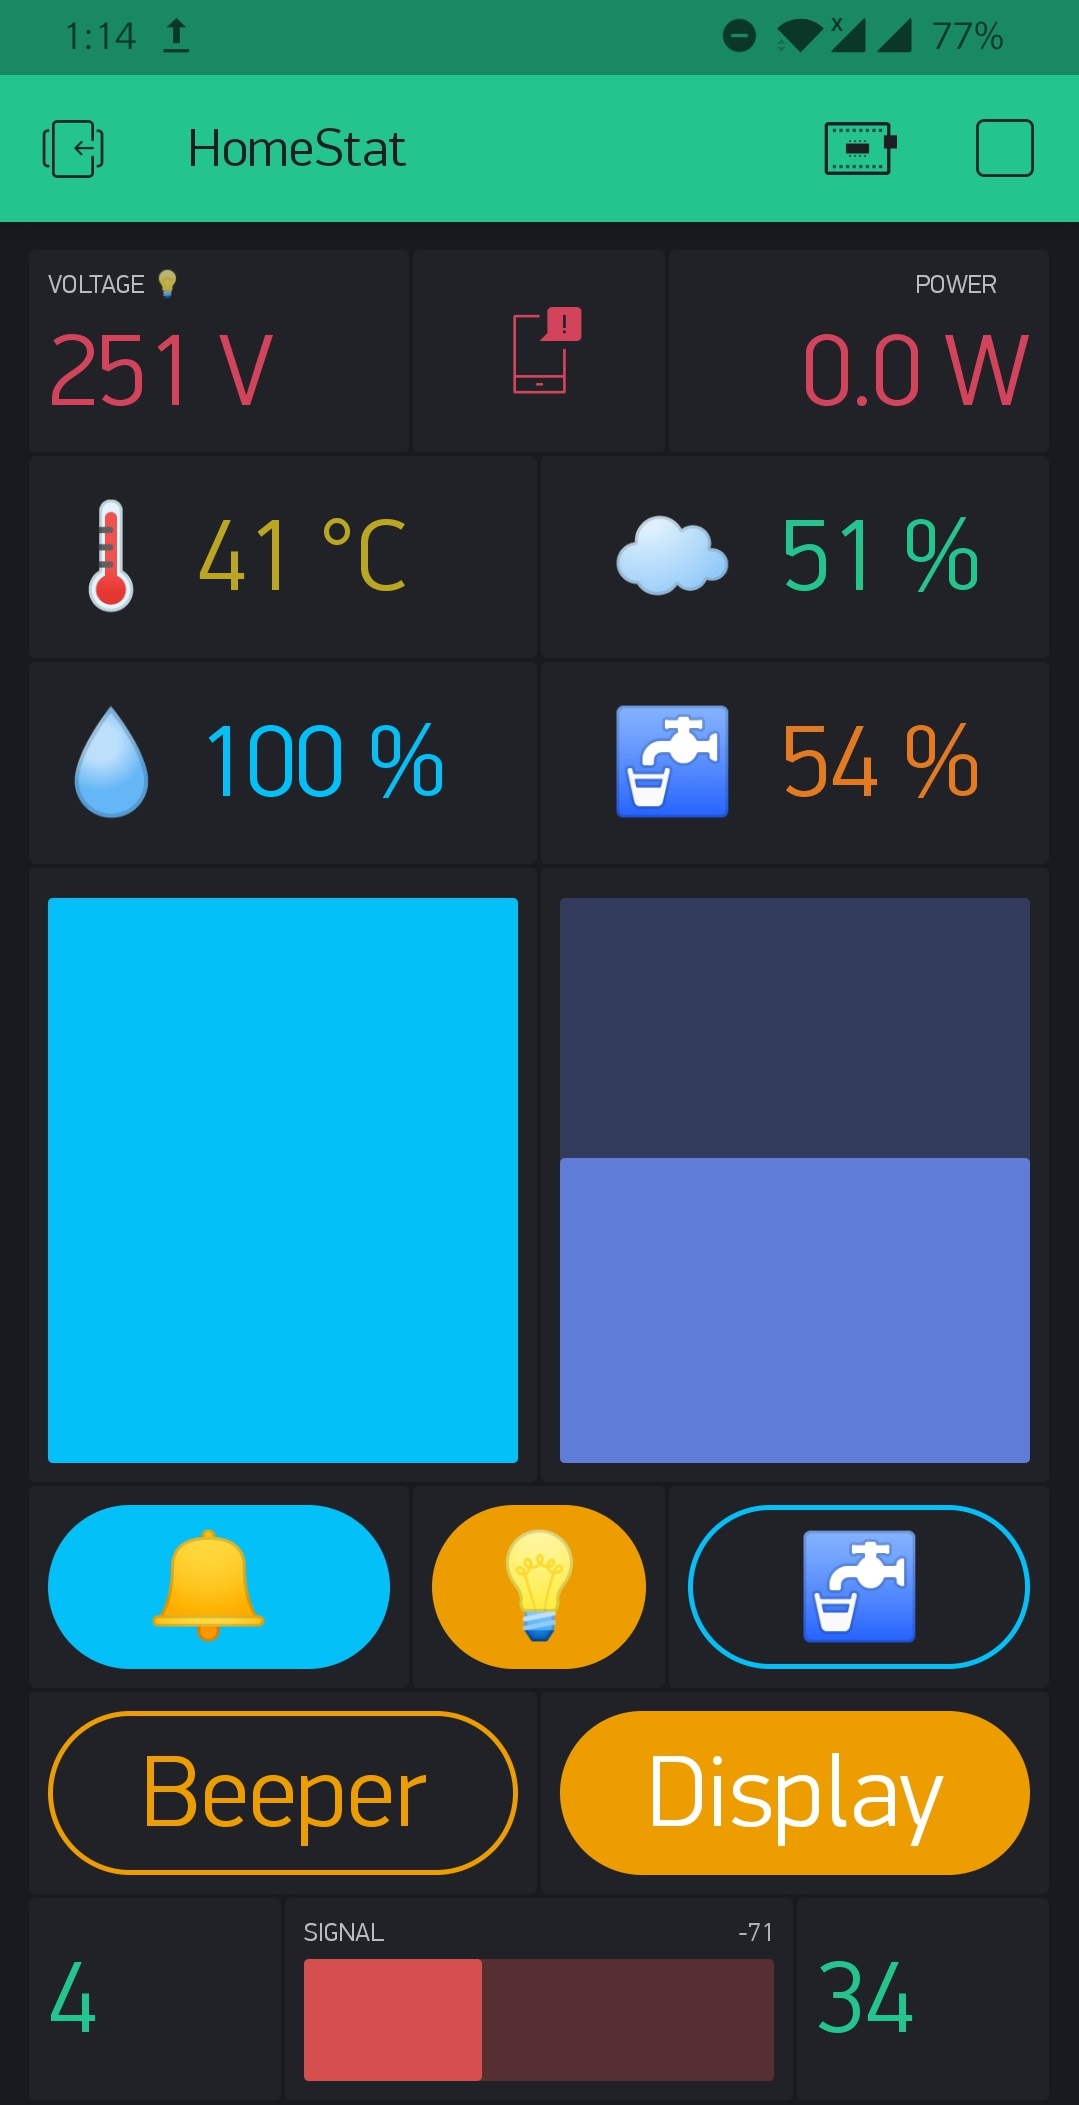 1:14 77%
HomeStat
VOLTAGE 💡 POWER
251 V 0.0 W
41 °C 51 %
100 % 54 %
Beeper Display
SIGNAL -71
4 34